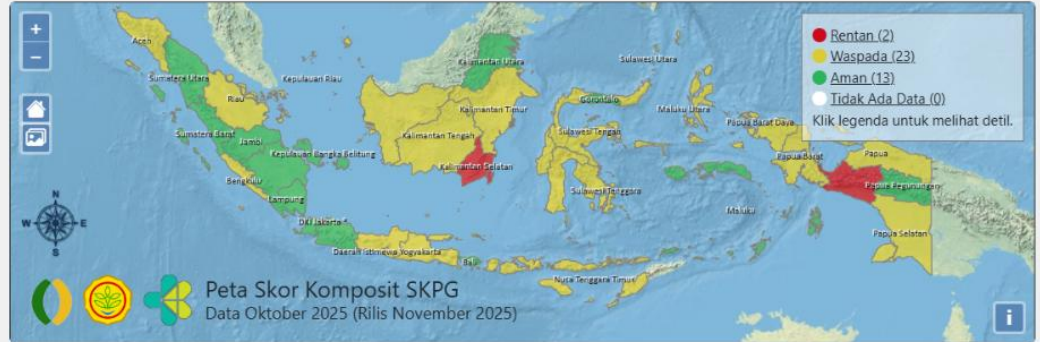 +
−
Rentan (2)
Waspada (23)
Aman (13)
Tidak Ada Data (0)
Klik legenda untuk melihat detil.
Aceh
Sumatera Utara
Riau
Kepulauan Riau
Sumatera Barat
Jambi
Kepulauan Bangka Belitung
Bengkulu
Lampung
DKI Jakarta
Daerah Istimewa Yogyakarta
Bali
Nusa Tenggara Timur
Kalimantan Utara
Kalimantan Timur
Kalimantan Tengah
Kalimantan Selatan
Sulawesi Utara
Gorontalo
Sulawesi Tengah
Sulawesi Tenggara
Maluku Utara
Maluku
Papua Barat Daya
Papua Barat
Papua
Papua Pegunungan
Papua Selatan
N
W E
S
Peta Skor Komposit SKPG
Data Oktober 2025 (Rilis November 2025)
i